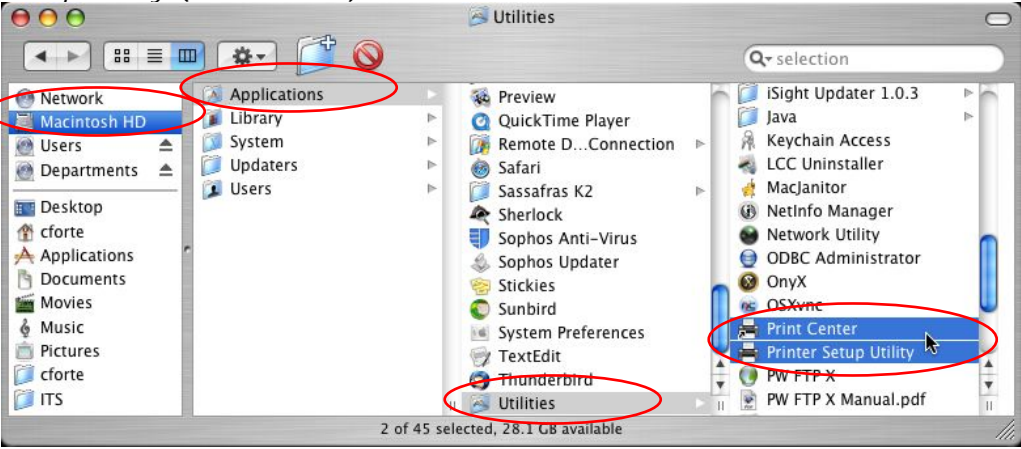 Utilities
selection
Network
Macintosh HD
Users
Departments
Desktop
cforte
Applications
Documents
Movies
Music
Pictures
cforte
ITS
Applications
Library
System
Updaters
Users
Preview
QuickTime Player
Remote D...Connection
Safari
Sassafras K2
Sherlock
Sophos Anti-Virus
Sophos Updater
Stickies
Sunbird
System Preferences
TextEdit
Thunderbird
Utilities
iSight Updater 1.0.3
Java
Keychain Access
LCC Uninstaller
MacJanitor
NetInfo Manager
Network Utility
ODBC Administrator
OnyX
OSXvnc
Print Center
Printer Setup Utility
PW FTP X
PW FTP X Manual.pdf
2 of 45 selected, 28.1 GB available